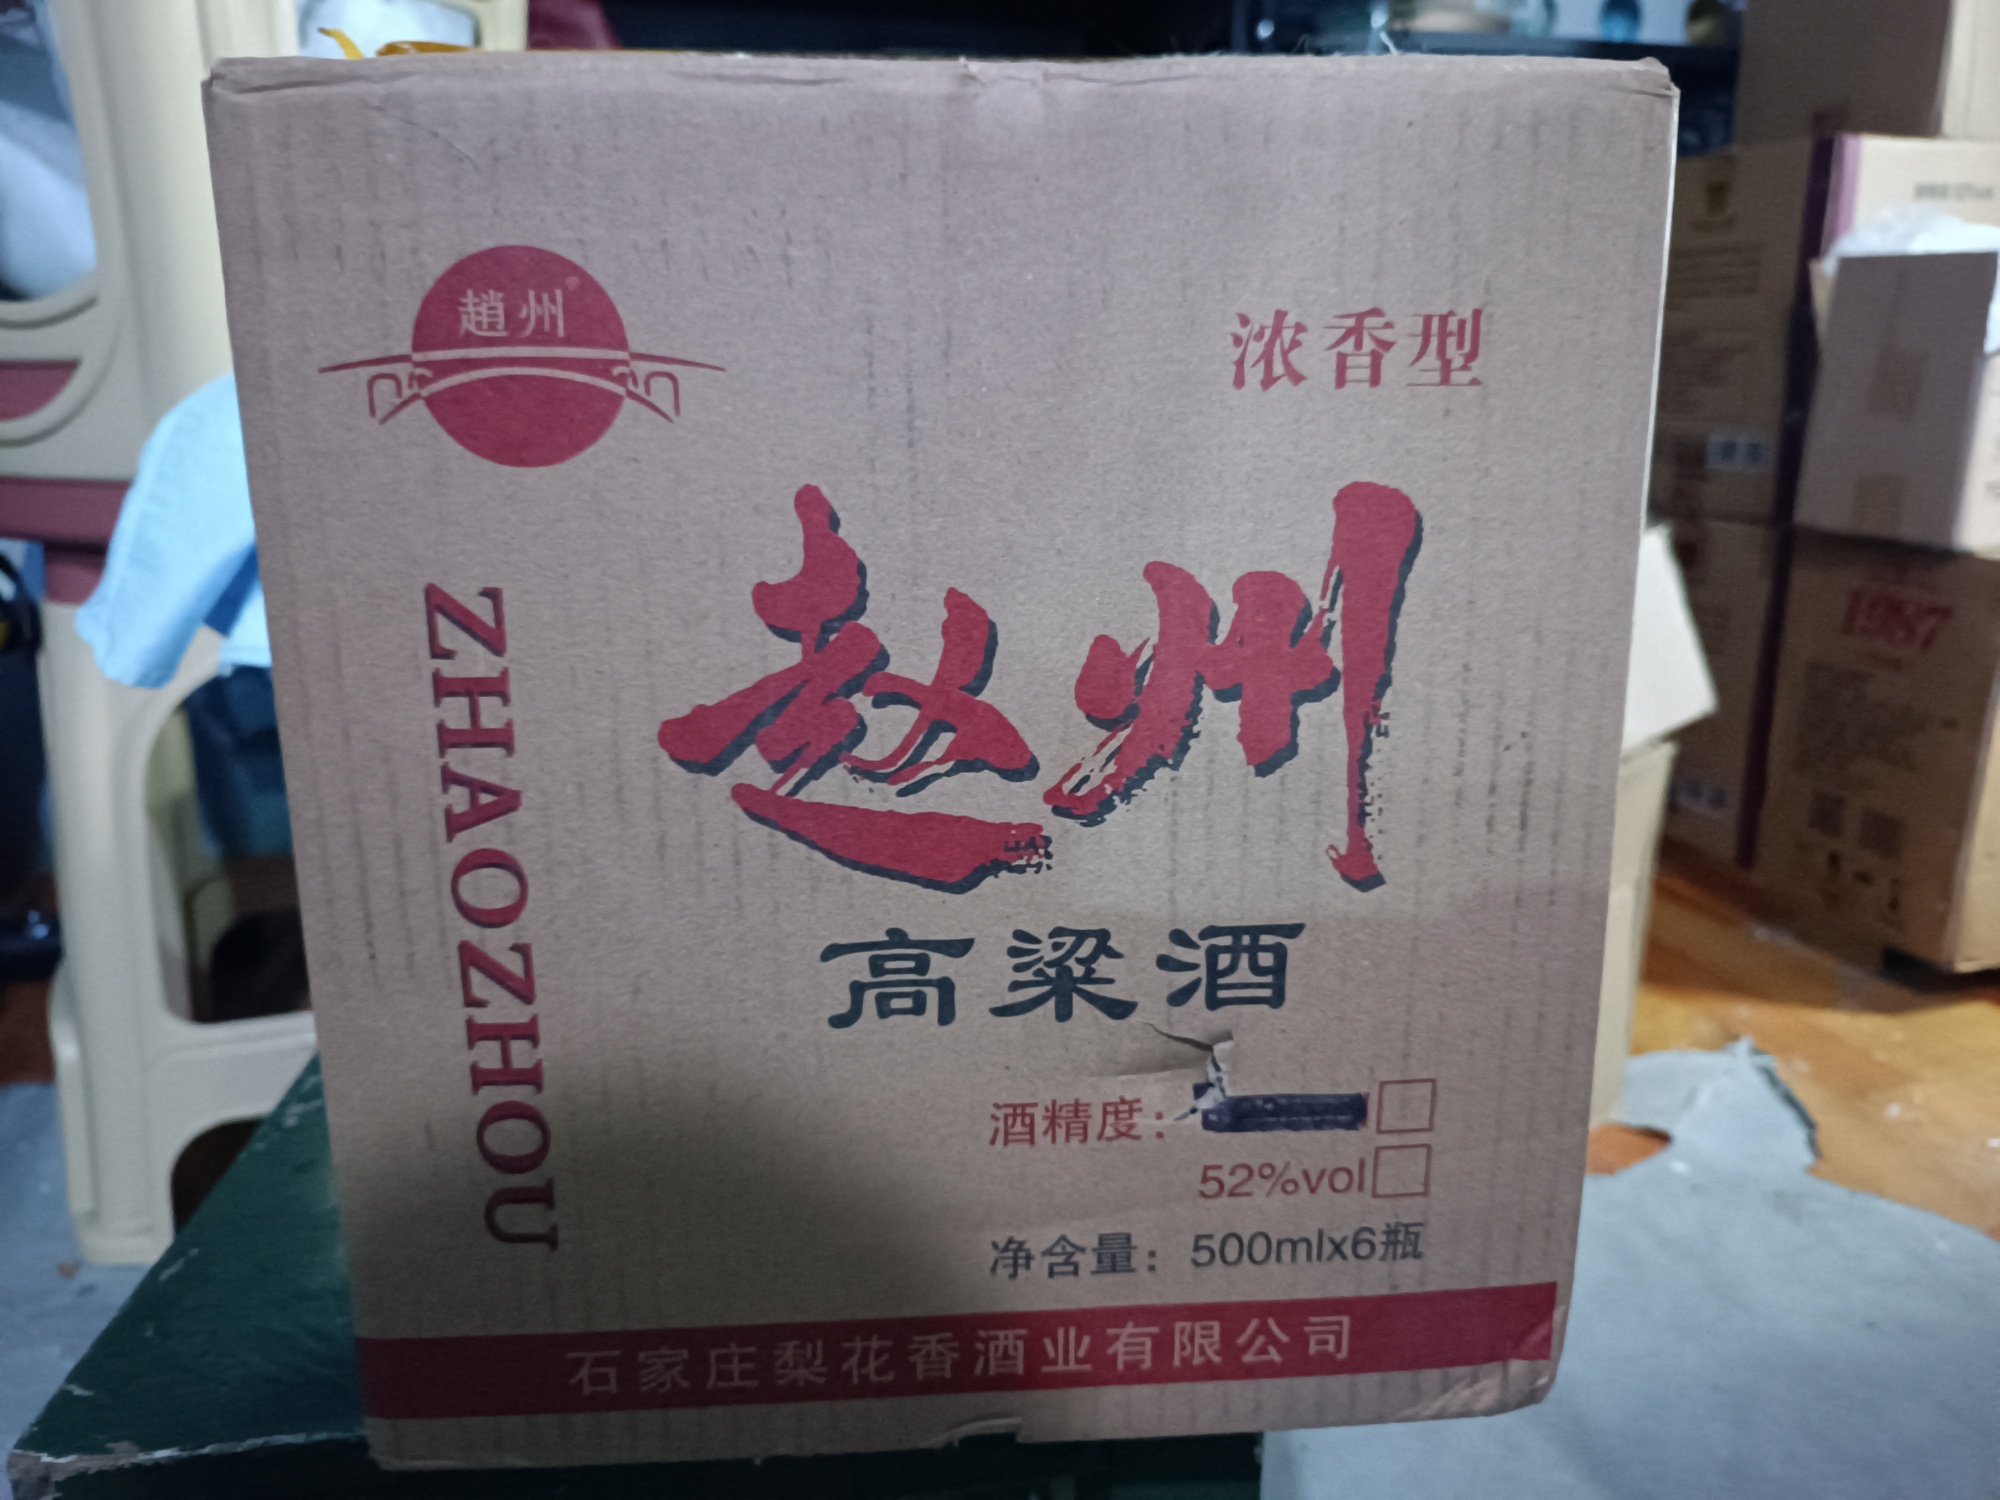 趙州
浓香型
ZHAOZHOU
赵州
高粱酒
酒精度：
52%vol
净含量：500mlx6瓶
石家庄梨花香酒业有限公司
1987